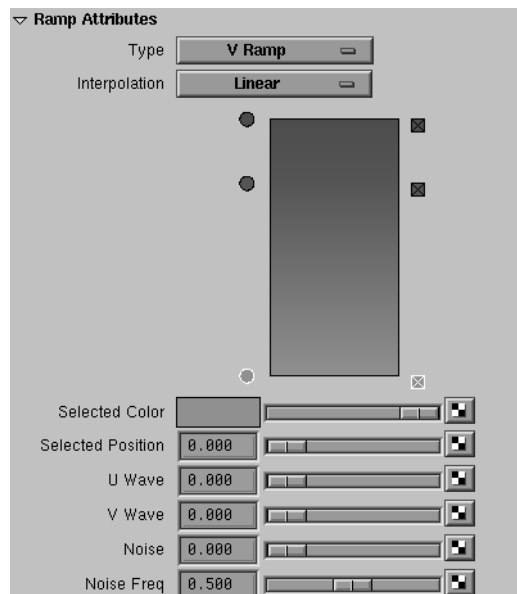 Ramp Attributes
Type V Ramp
Interpolation Linear
Selected Color
Selected Position 0.000
U Wave 0.000
V Wave 0.000
Noise 0.000
Noise Freq 0.500